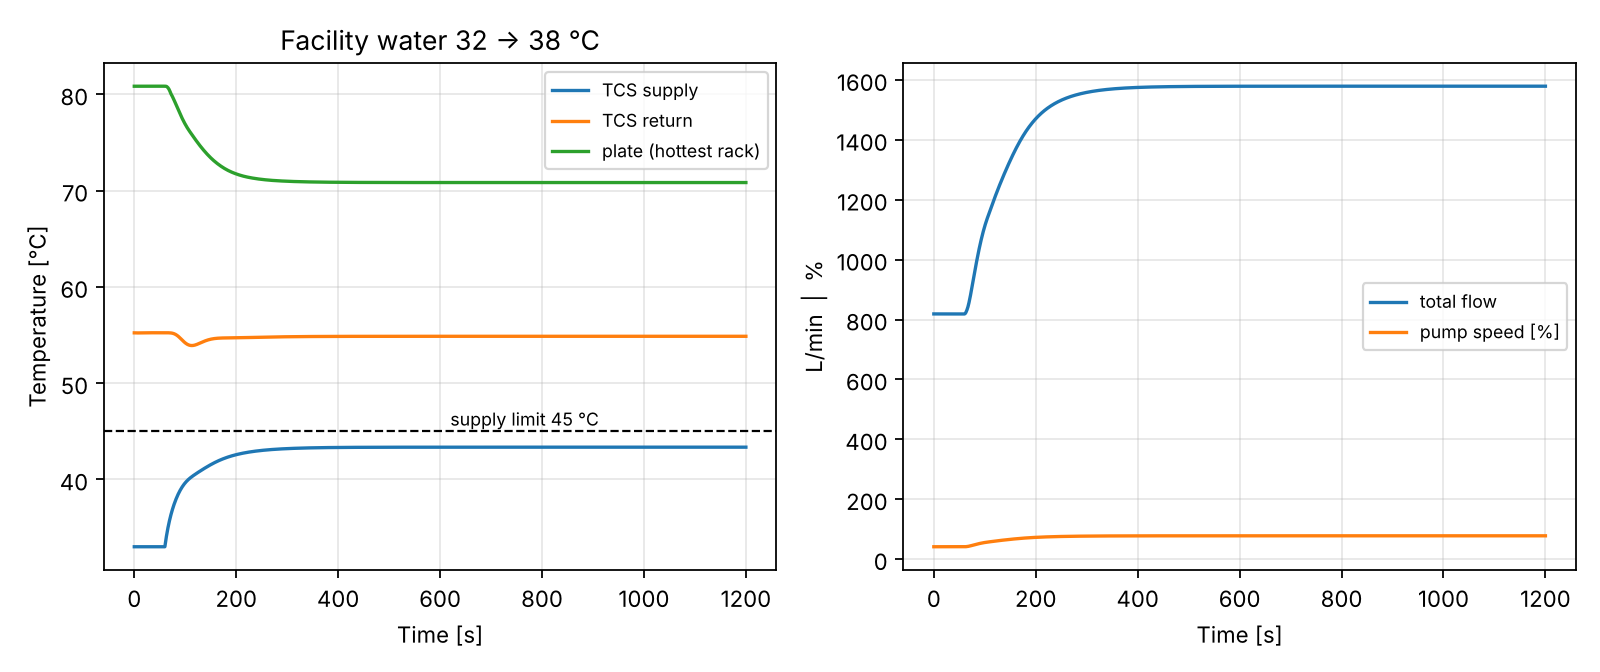 Facility water 32 → 38 °C
TCS supply
TCS return
plate (hottest rack)
supply limit 45 °C
Temperature [°C]
80
70
60
50
40
0 200 400 600 800 1000 1200
Time [s]
L/min | %
1600
1400
1200
1000
800
600
400
200
0
total flow
pump speed [%]
0 200 400 600 800 1000 1200
Time [s]